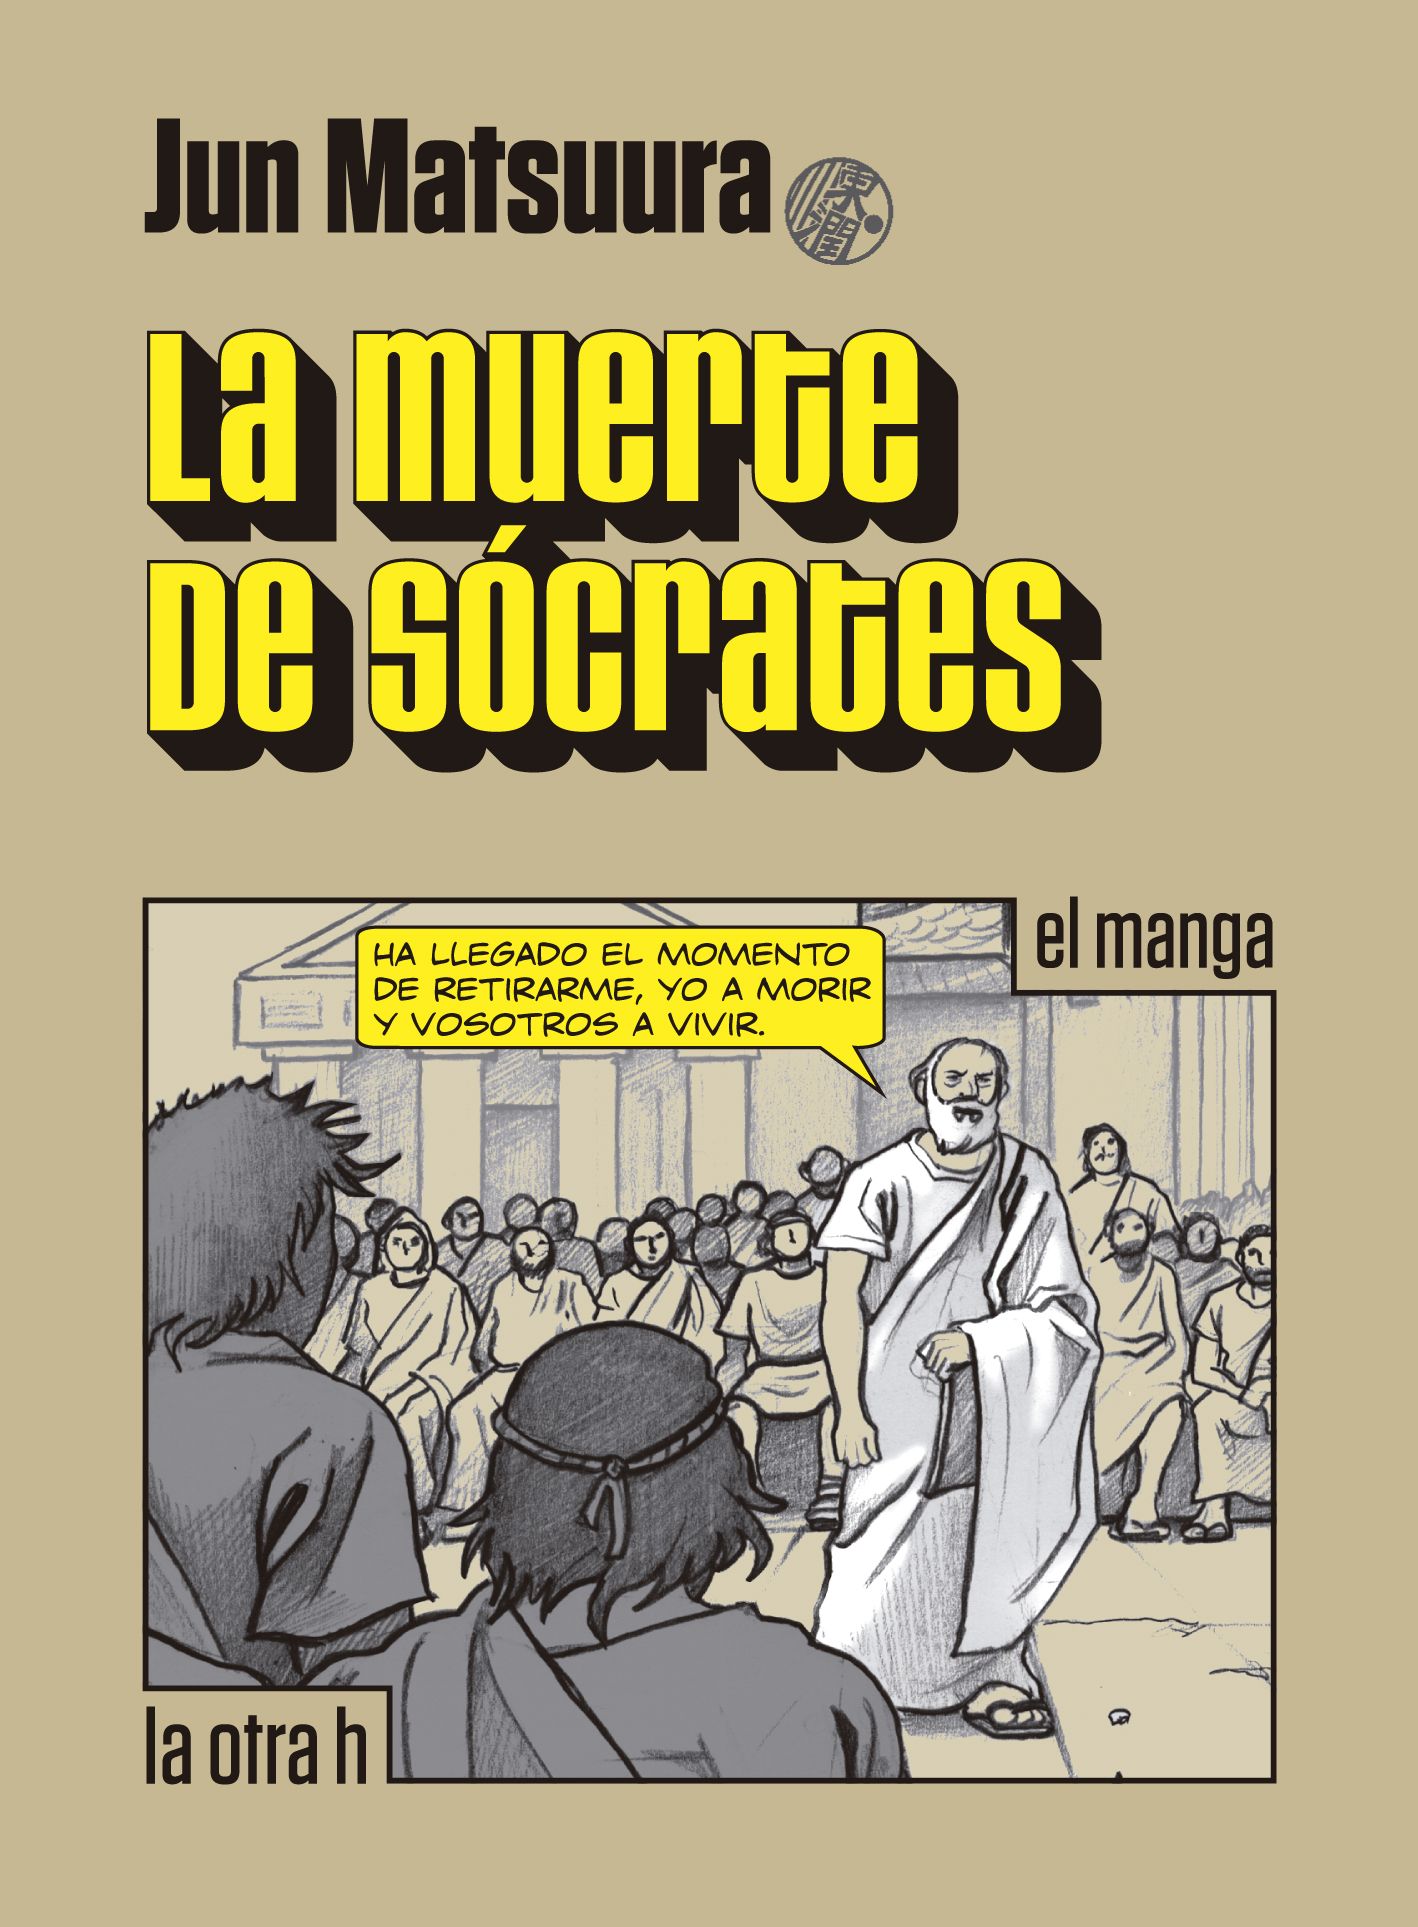 Jun Matsuura
La muerte
De Sócrates
el manga
HA LLEGADO EL MOMENTO
DE RETIRARME, YO A MORIR
Y VOSOTROS A VIVIR.
la otra h